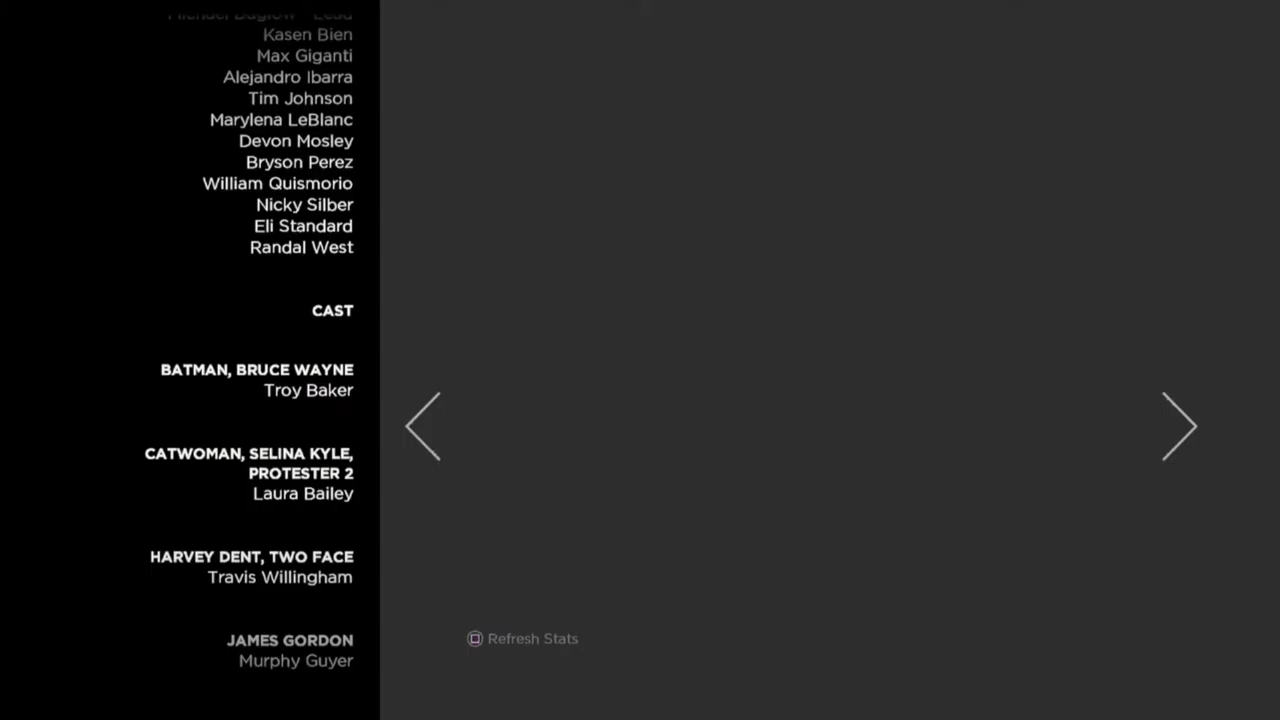 Kasen Bien
Max Giganti
Alejandro Ibarra
Tim Johnson
Marylena LeBlanc
Devon Mosley
Bryson Perez
William Quismorio
Nicky Silber
Eli Standard
Randal West
CAST
BATMAN, BRUCE WAYNE
Troy Baker
CATWOMAN, SELINA KYLE,
PROTESTER 2
Laura Bailey
HARVEY DENT, TWO FACE
Travis Willingham
JAMES GORDON
Murphy Guyer
Refresh Stats